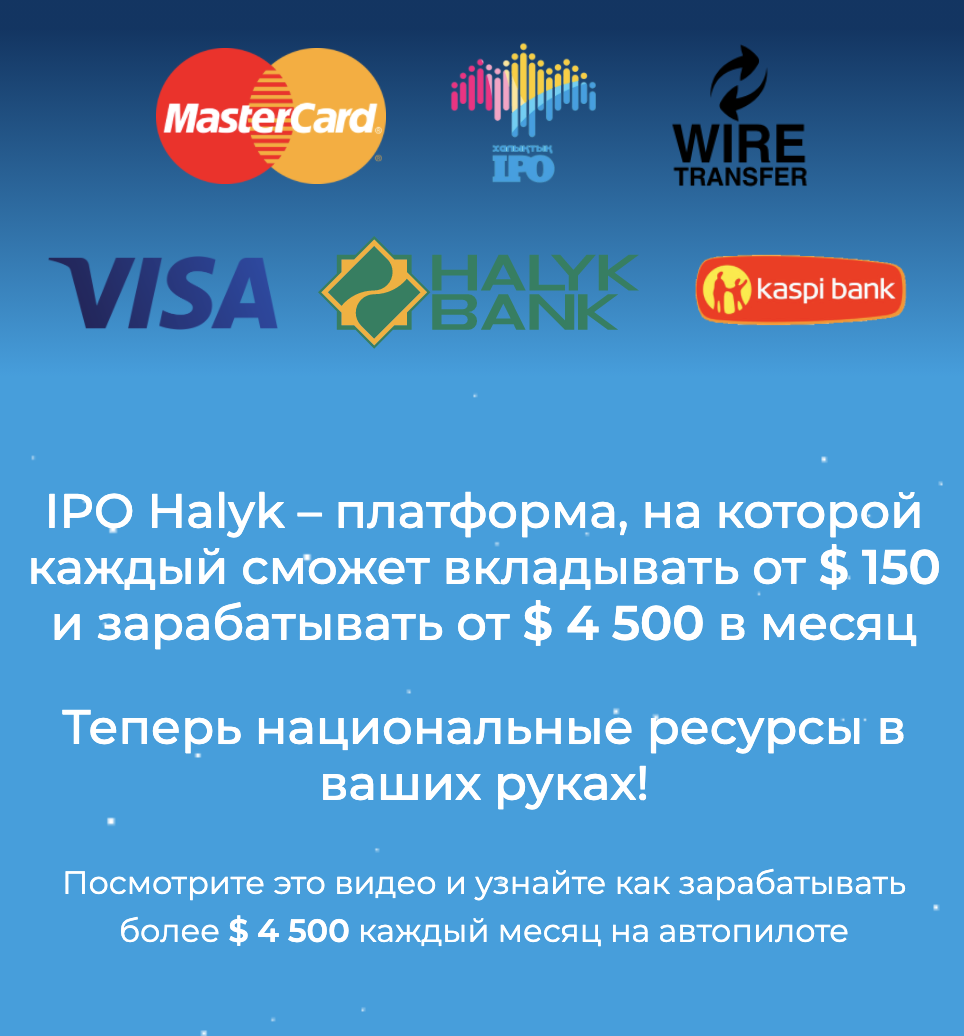 MasterCard®
ХАЛЫҚТЫҚ
IPO
WIRE
TRANSFER
VISA
HALYK
BANK
kaspi bank
IPO Halyk – платформа, на которой
каждый сможет вкладывать от $ 150
и зарабатывать от $ 4 500 в месяц
Теперь национальные ресурсы в
ваших руках!
Посмотрите это видео и узнайте как зарабатывать
более $ 4 500 каждый месяц на автопилоте